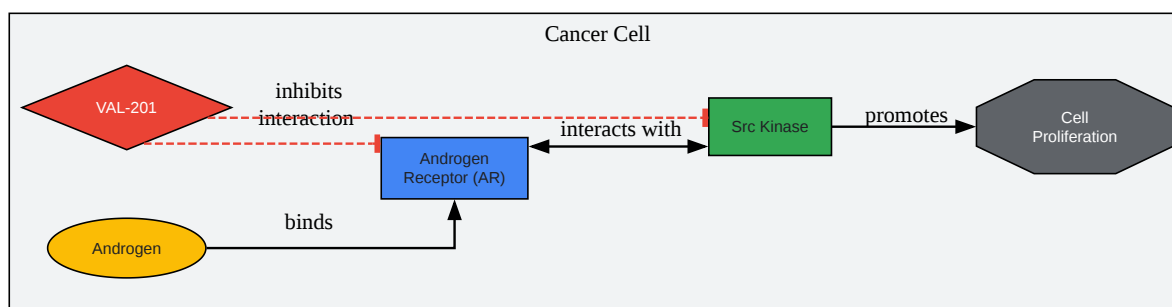 Cancer Cell
VAL-201
inhibits
interaction
interacts with
Src Kinase
promotes
Cell
Proliferation
Androgen
Receptor (AR)
binds
Androgen